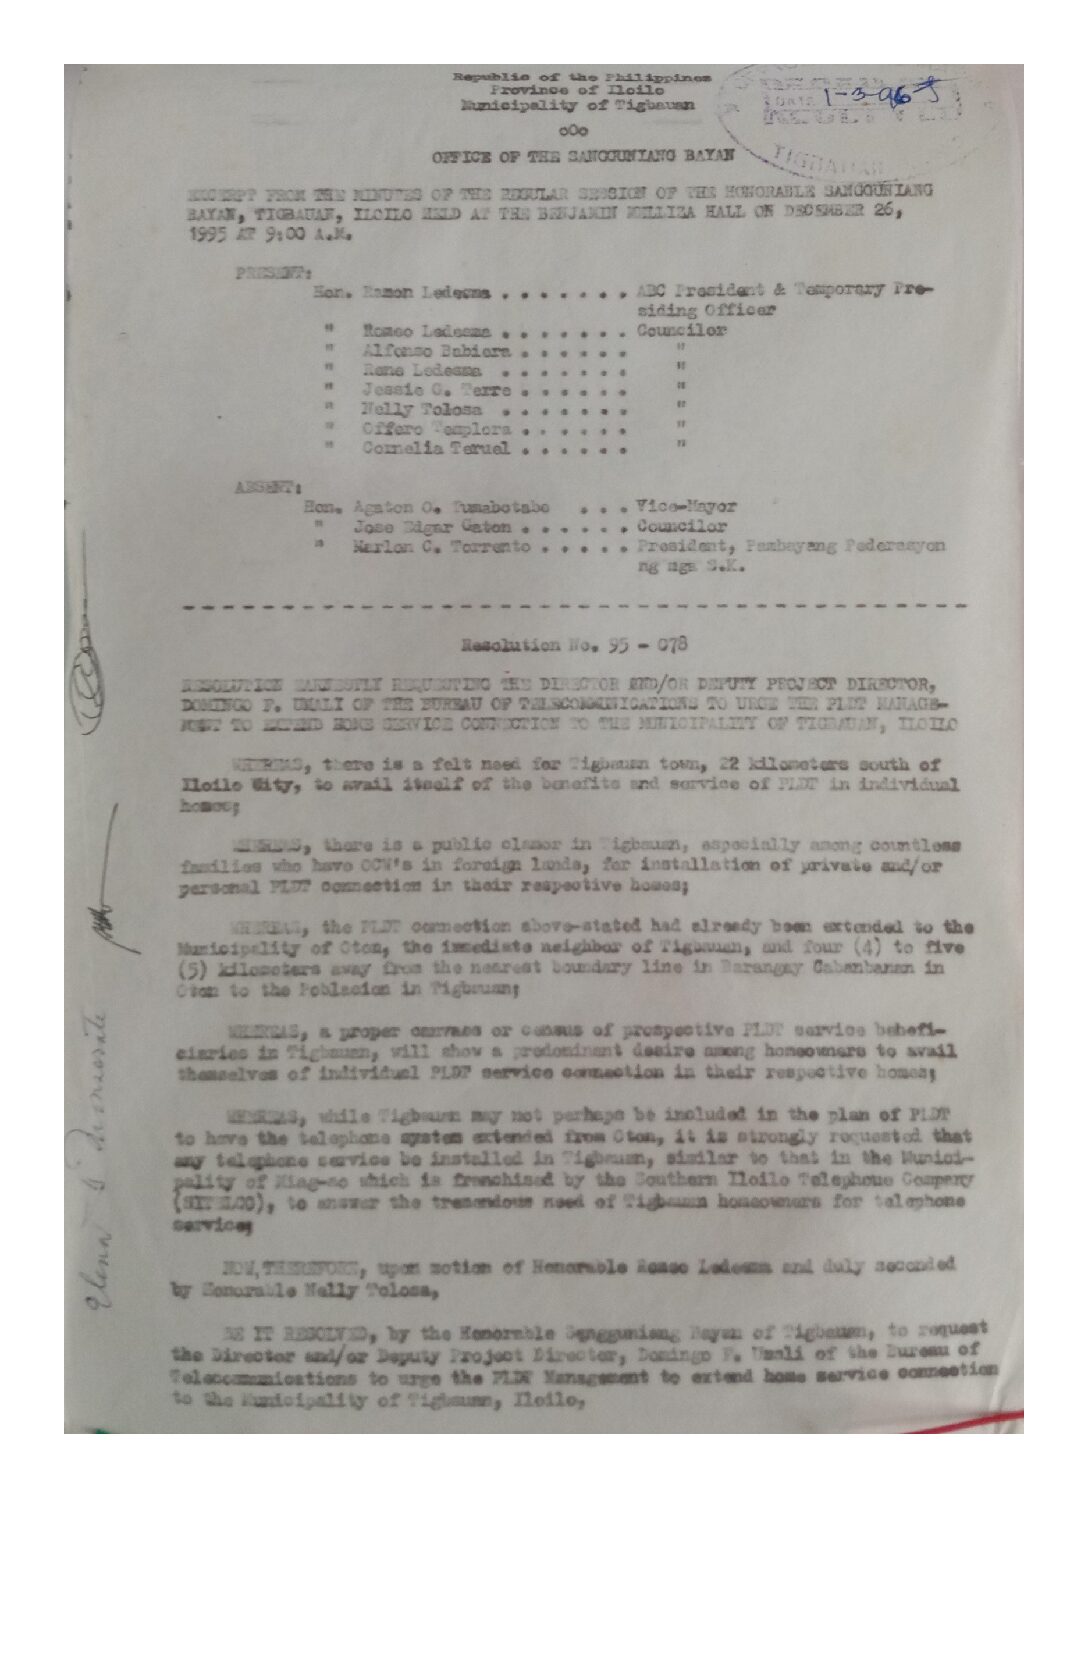 Republic of the Philippines
Province of Iloilo
Municipality of Tigbauan
oOo
OFFICE OF THE SANGGUNIANG BAYAN
RECEIVED
DATE 1-3-96
TIGBAUAN
EXCERPT FROM THE MINUTES OF THE REGULAR SESSION OF THE HONORABLE SANGGUNIANG
BAYAN, TIGBAUAN, ILOILO HELD AT THE BENJAMIN MOLLIZA HALL ON DECEMBER 26,
1995 AT 9:00 A.M.
PRESENT:
Hon. Ramon Ledesma . . . . . . . ABC President & Temporary Pre-
siding Officer
" Romeo Ledesma . . . . . . . Councilor
" Alfonso Babiera . . . . . . "
" Rene Ledesma . . . . . . . "
" Jessie C. Terre . . . . . . "
" Nelly Tolosa . . . . . . . "
" Offero Templora . . . . . . "
" Cornelia Teruel . . . . . . "
ABSENT:
Hon. Agaton O. Tumabotabo . . . Vice-Mayor
" Jose Edgar Gaton . . . . . . Councilor
" Marlon C. Torrento . . . . . President, Pambayang Federasyon
ng mga S.K.
Resolution No. 95 - 078
RESOLUTION EARNESTLY REQUESTING THE DIRECTOR AND/OR DEPUTY PROJECT DIRECTOR,
DOMINGO F. UMALI OF THE BUREAU OF TELECOMMUNICATIONS TO URGE THE PLDT MANAGE-
MENT TO EXTEND HOME SERVICE CONNECTION TO THE MUNICIPALITY OF TIGBAUAN, ILOILO
WHEREAS, there is a felt need for Tigbauan town, 22 kilometers south of
Iloilo City, to avail itself of the benefits and service of PLDT in individual
homes;
WHEREAS, there is a public clamor in Tigbauan, especially among countless
families who have OCW's in foreign lands, for installation of private and/or
personal PLDT connection in their respective homes;
WHEREAS, the PLDT connection above-stated had already been extended to the
Municipality of Oton, the immediate neighbor of Tigbauan, and four (4) to five
(5) kilometers away from the nearest boundary line in Barangay Cabanbanan in
Oton to the Poblacion in Tigbauan;
WHEREAS, a proper canvass or census of prospective PLDT service benefi-
ciaries in Tigbauan, will show a predominant desire among homeowners to avail
themselves of individual PLDT service connection in their respective homes;
WHEREAS, while Tigbauan may not perhaps be included in the plan of PLDT
to have the telephone system extended from Oton, it is strongly requested that
any telephone service be installed in Tigbauan, similar to that in the Munici-
pality of Miag-ao which is franchised by the Southern Iloilo Telephone Company
(SITELCO), to answer the tremendous need of Tigbauan homeowners for telephone
service;
NOW, THEREFORE, upon motion of Honorable Romeo Ledesma and duly seconded
by Honorable Nelly Tolosa,
BE IT RESOLVED, by the Honorable Sangguniang Bayan of Tigbauan, to request
the Director and/or Deputy Project Director, Domingo F. Umali of the Bureau of
Telecommunications to urge the PLDT Management to extend home service connection
to the Municipality of Tigbauan, Iloilo,
Elena